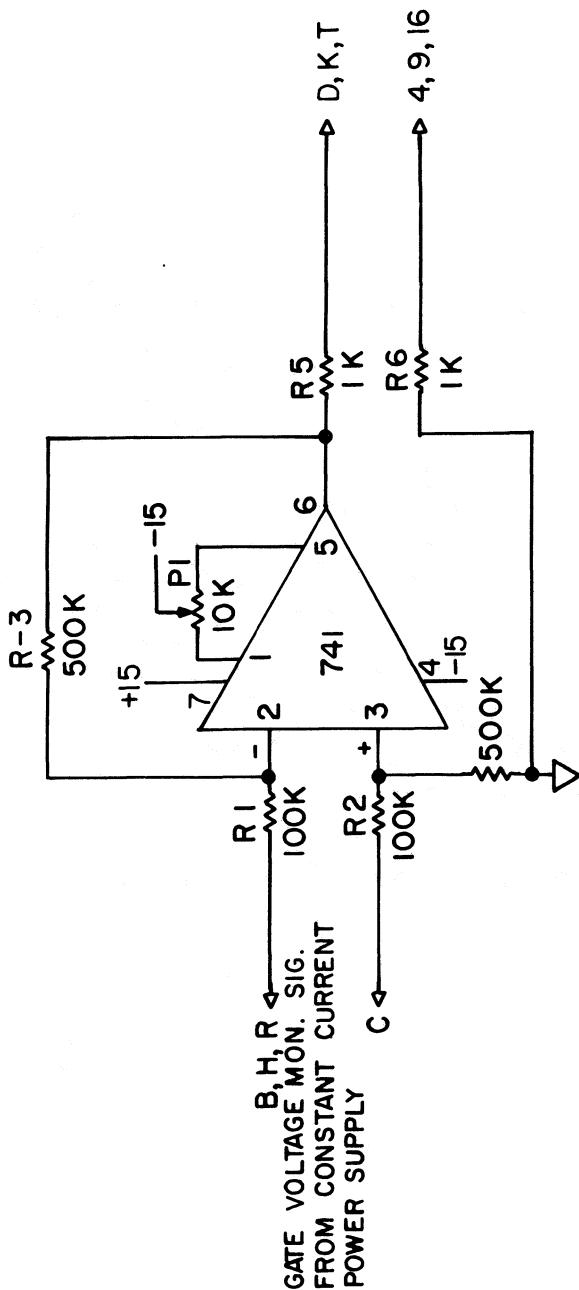 R-3
500K
-15
P1
10K
+15
7
1
5
2
-
741
6
3
+
4
-15
R1
100K
R2
100K
500K
R5
1K
D, K, T
R6
1K
4, 9, 16
B, H, R
GATE VOLTAGE MON. SIG.
FROM CONSTANT CURRENT
POWER SUPPLY
C